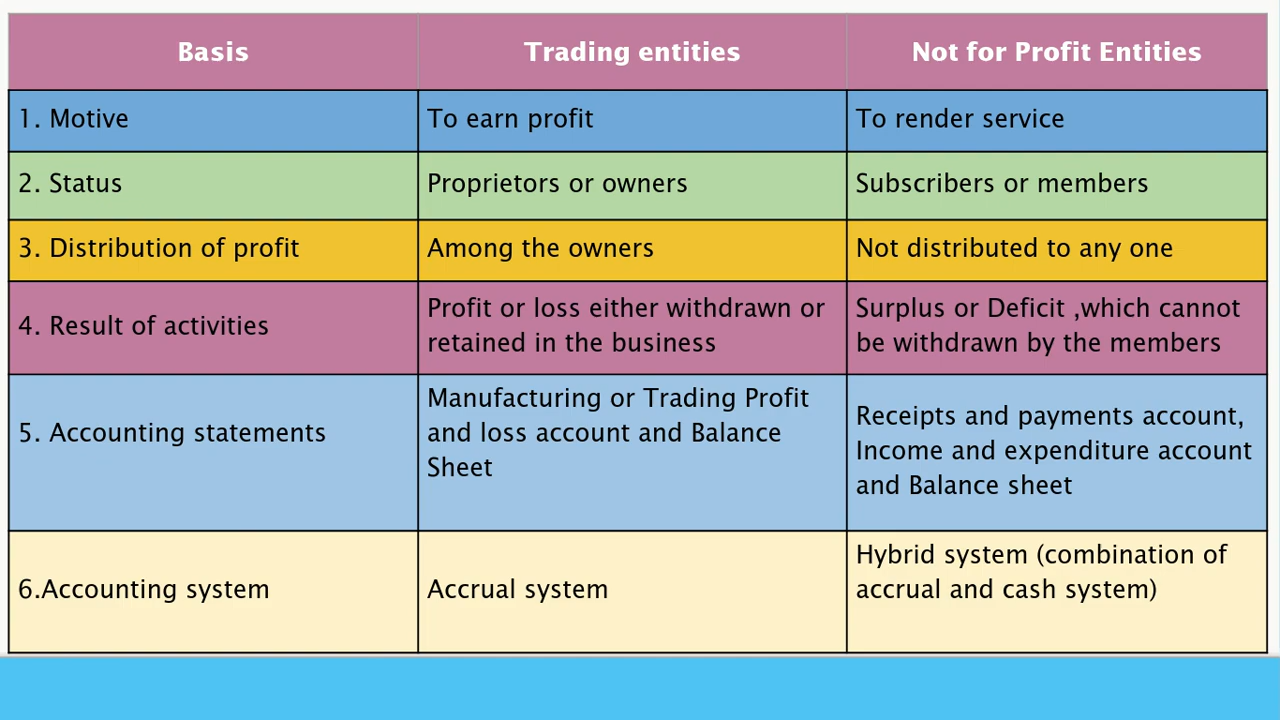 Basis Trading entities Not for Profit Entities
1. Motive To earn profit To render service
2. Status Proprietors or owners Subscribers or members
3. Distribution of profit Among the owners Not distributed to any one
4. Result of activities
Profit or loss either withdrawn or
retained in the business
Surplus or Deficit ,which cannot
be withdrawn by the members
5. Accounting statements
Manufacturing or Trading Profit
and loss account and Balance
Sheet
Receipts and payments account,
Income and expenditure account
and Balance sheet
6.Accounting system
Accrual system
Hybrid system (combination of
accrual and cash system)